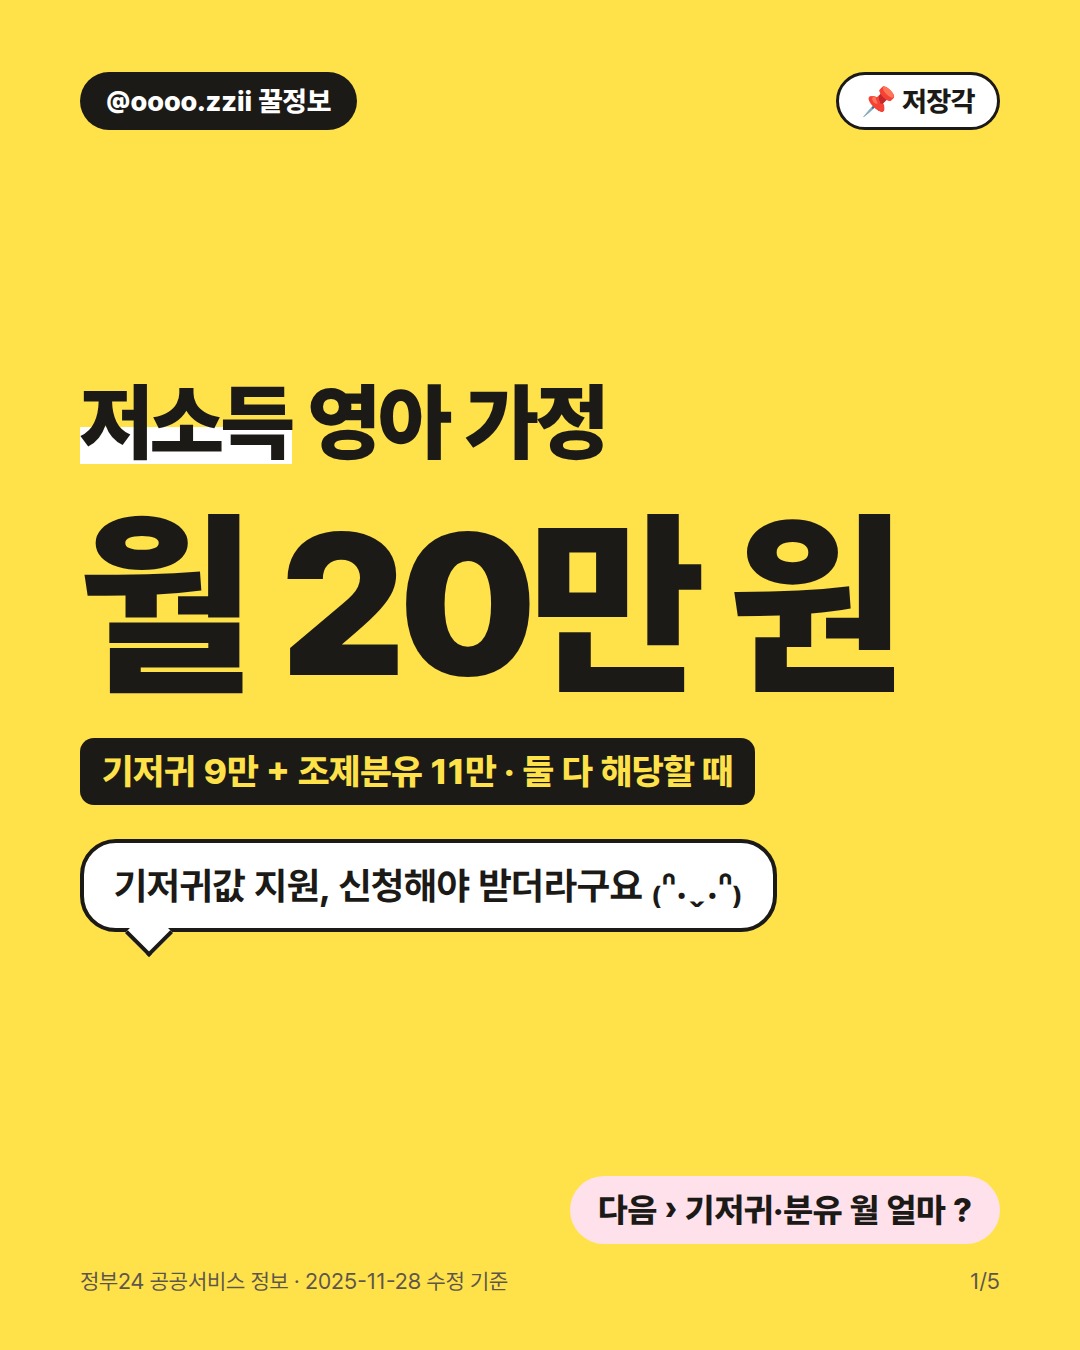 @oooo.zzii 꿀정보
📌 저장각
저소득 영아 가정
월 20만 원
기저귀 9만 + 조제분유 11만 · 둘 다 해당할 때
기저귀값 지원, 신청해야 받더라구요 (ᐢ·ˬ·ᐢ)
다음 › 기저귀·분유 월 얼마 ?
정부24 공공서비스 정보 · 2025-11-28 수정 기준
1/5